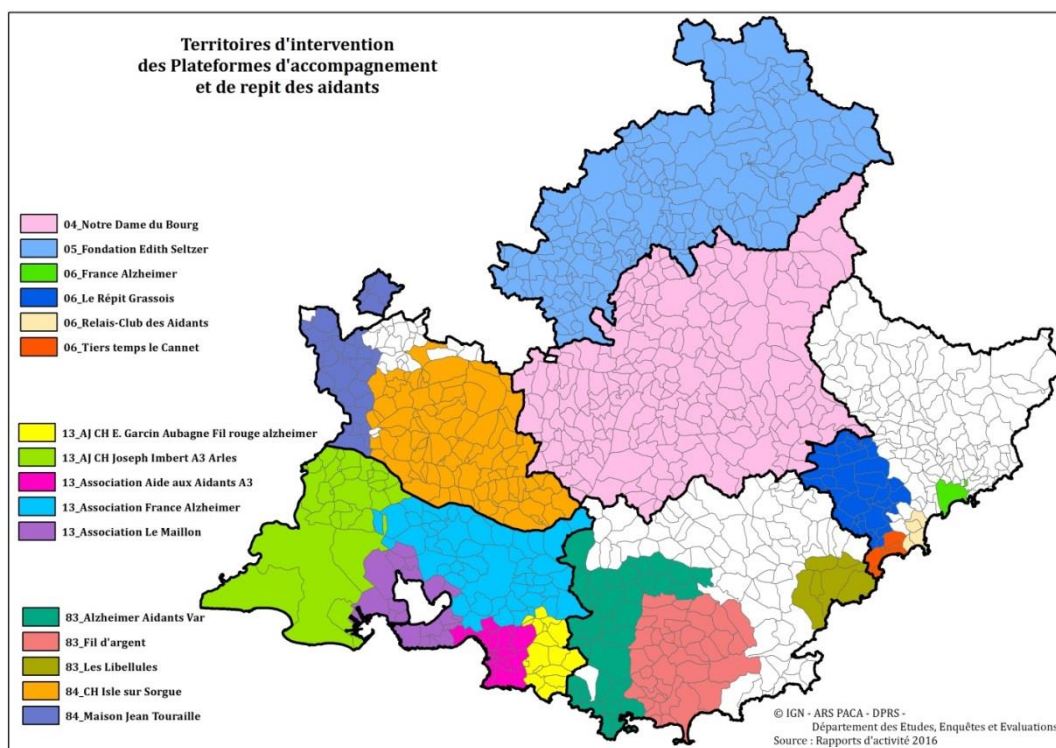 Territoires d'intervention
des Plateformes d'accompagnement
et de repit des aidants
04_Notre Dame du Bourg
05_Fondation Edith Seltzer
06_France Alzheimer
06_Le Répit Grassois
06_Relais-Club des Aidants
06_Tiers temps le Cannet
13_AJ CH E. Garcin Aubagne Fil rouge alzheimer
13_AJ CH Joseph Imbert A3 Arles
13_Association Aide aux Aidants A3
13_Association France Alzheimer
13_Association Le Maillon
83_Alzheimer Aidants Var
83_Fil d'argent
83_Les Libellules
84_CH Isle sur Sorgue
84_Maison Jean Touraille
© IGN - ARS PACA - DPRS -
Département des Etudes, Enquêtes et Evaluations
Source : Rapports d'activité 2016